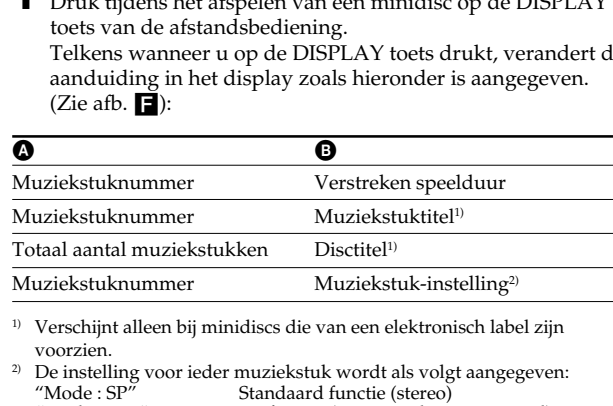 1 Druk tijdens het afspelen van een minidisc op de DISPLAY
toets van de afstandsbediening.
Telkens wanneer u op de DISPLAY toets drukt, verandert d
aanduiding in het display zoals hieronder is aangegeven.
(Zie afb. F):
A B
Muziekstuknummer Verstreken speelduur
Muziekstuknummer Muziekstuktitel1)
Totaal aantal muziekstukken Disctitel1)
Muziekstuknummer Muziekstuk-instelling2)
1) Verschijnt alleen bij minidiscs die van een elektronisch label zijn
voorzien.
2) De instelling voor ieder muziekstuk wordt als volgt aangegeven:
“Mode : SP” Standaard functie (stereo)